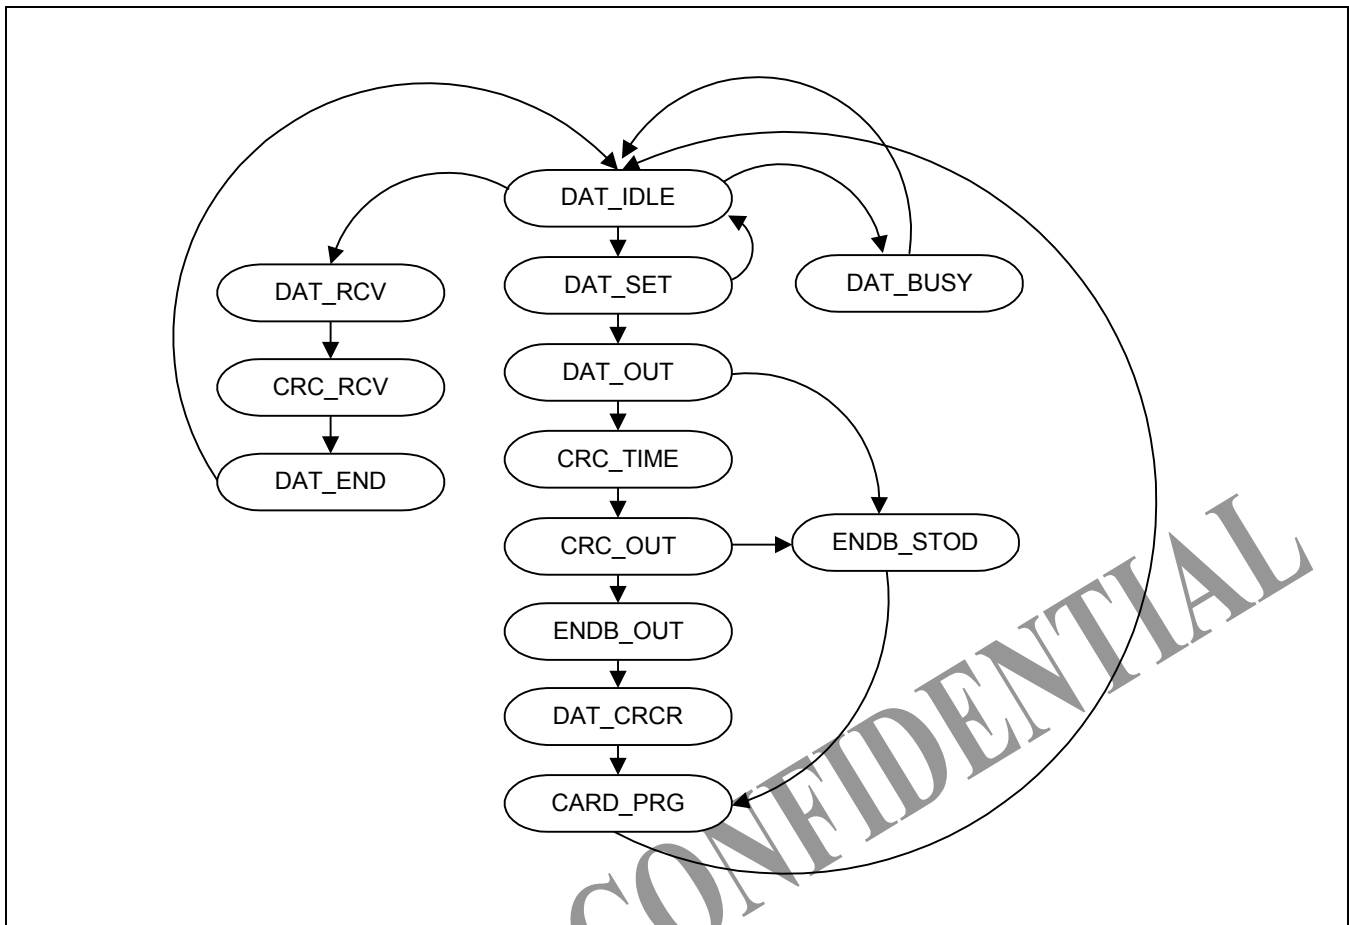 DAT_IDLE
DAT_SET
DAT_BUSY
DAT_RCV
DAT_OUT
CRC_RCV
CRC_TIME
DAT_END
CRC_OUT
ENDB_STOD
ENDB_OUT
DAT_CRCR
CARD_PRG
CONFIDENTIAL